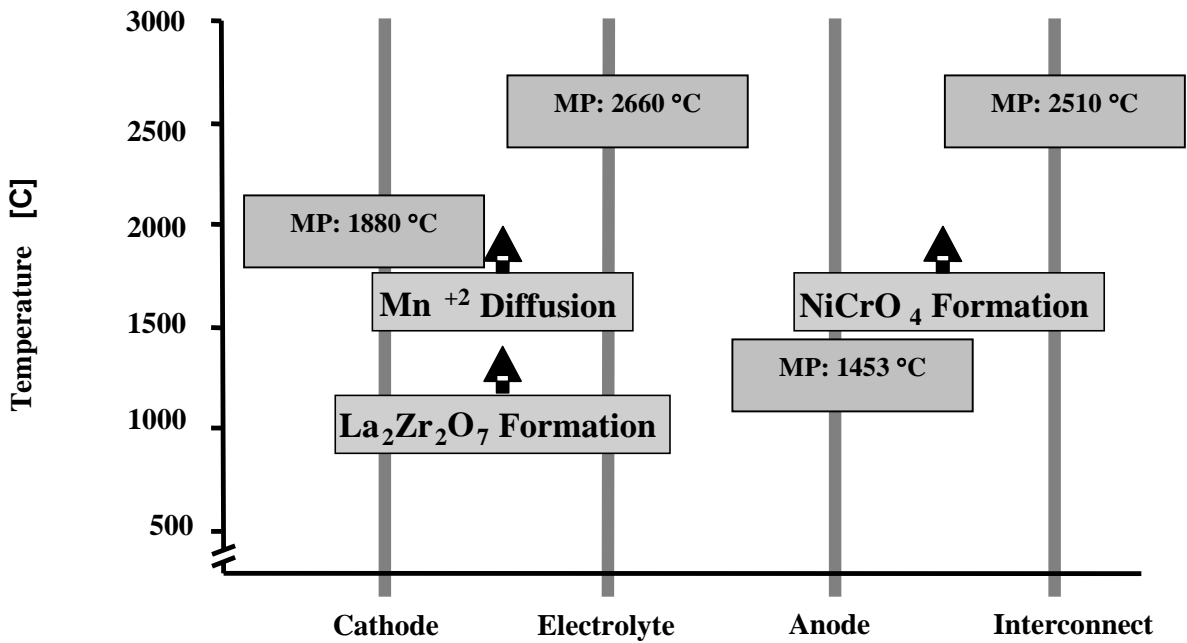 3000
MP: 2660 °C
MP: 2510 °C
2500
Temperature [C]
2000
MP: 1880 °C
Mn +2 Diffusion
NiCrO 4 Formation
1500
MP: 1453 °C
1000
La2Zr2O7 Formation
500
Cathode Electrolyte Anode Interconnect